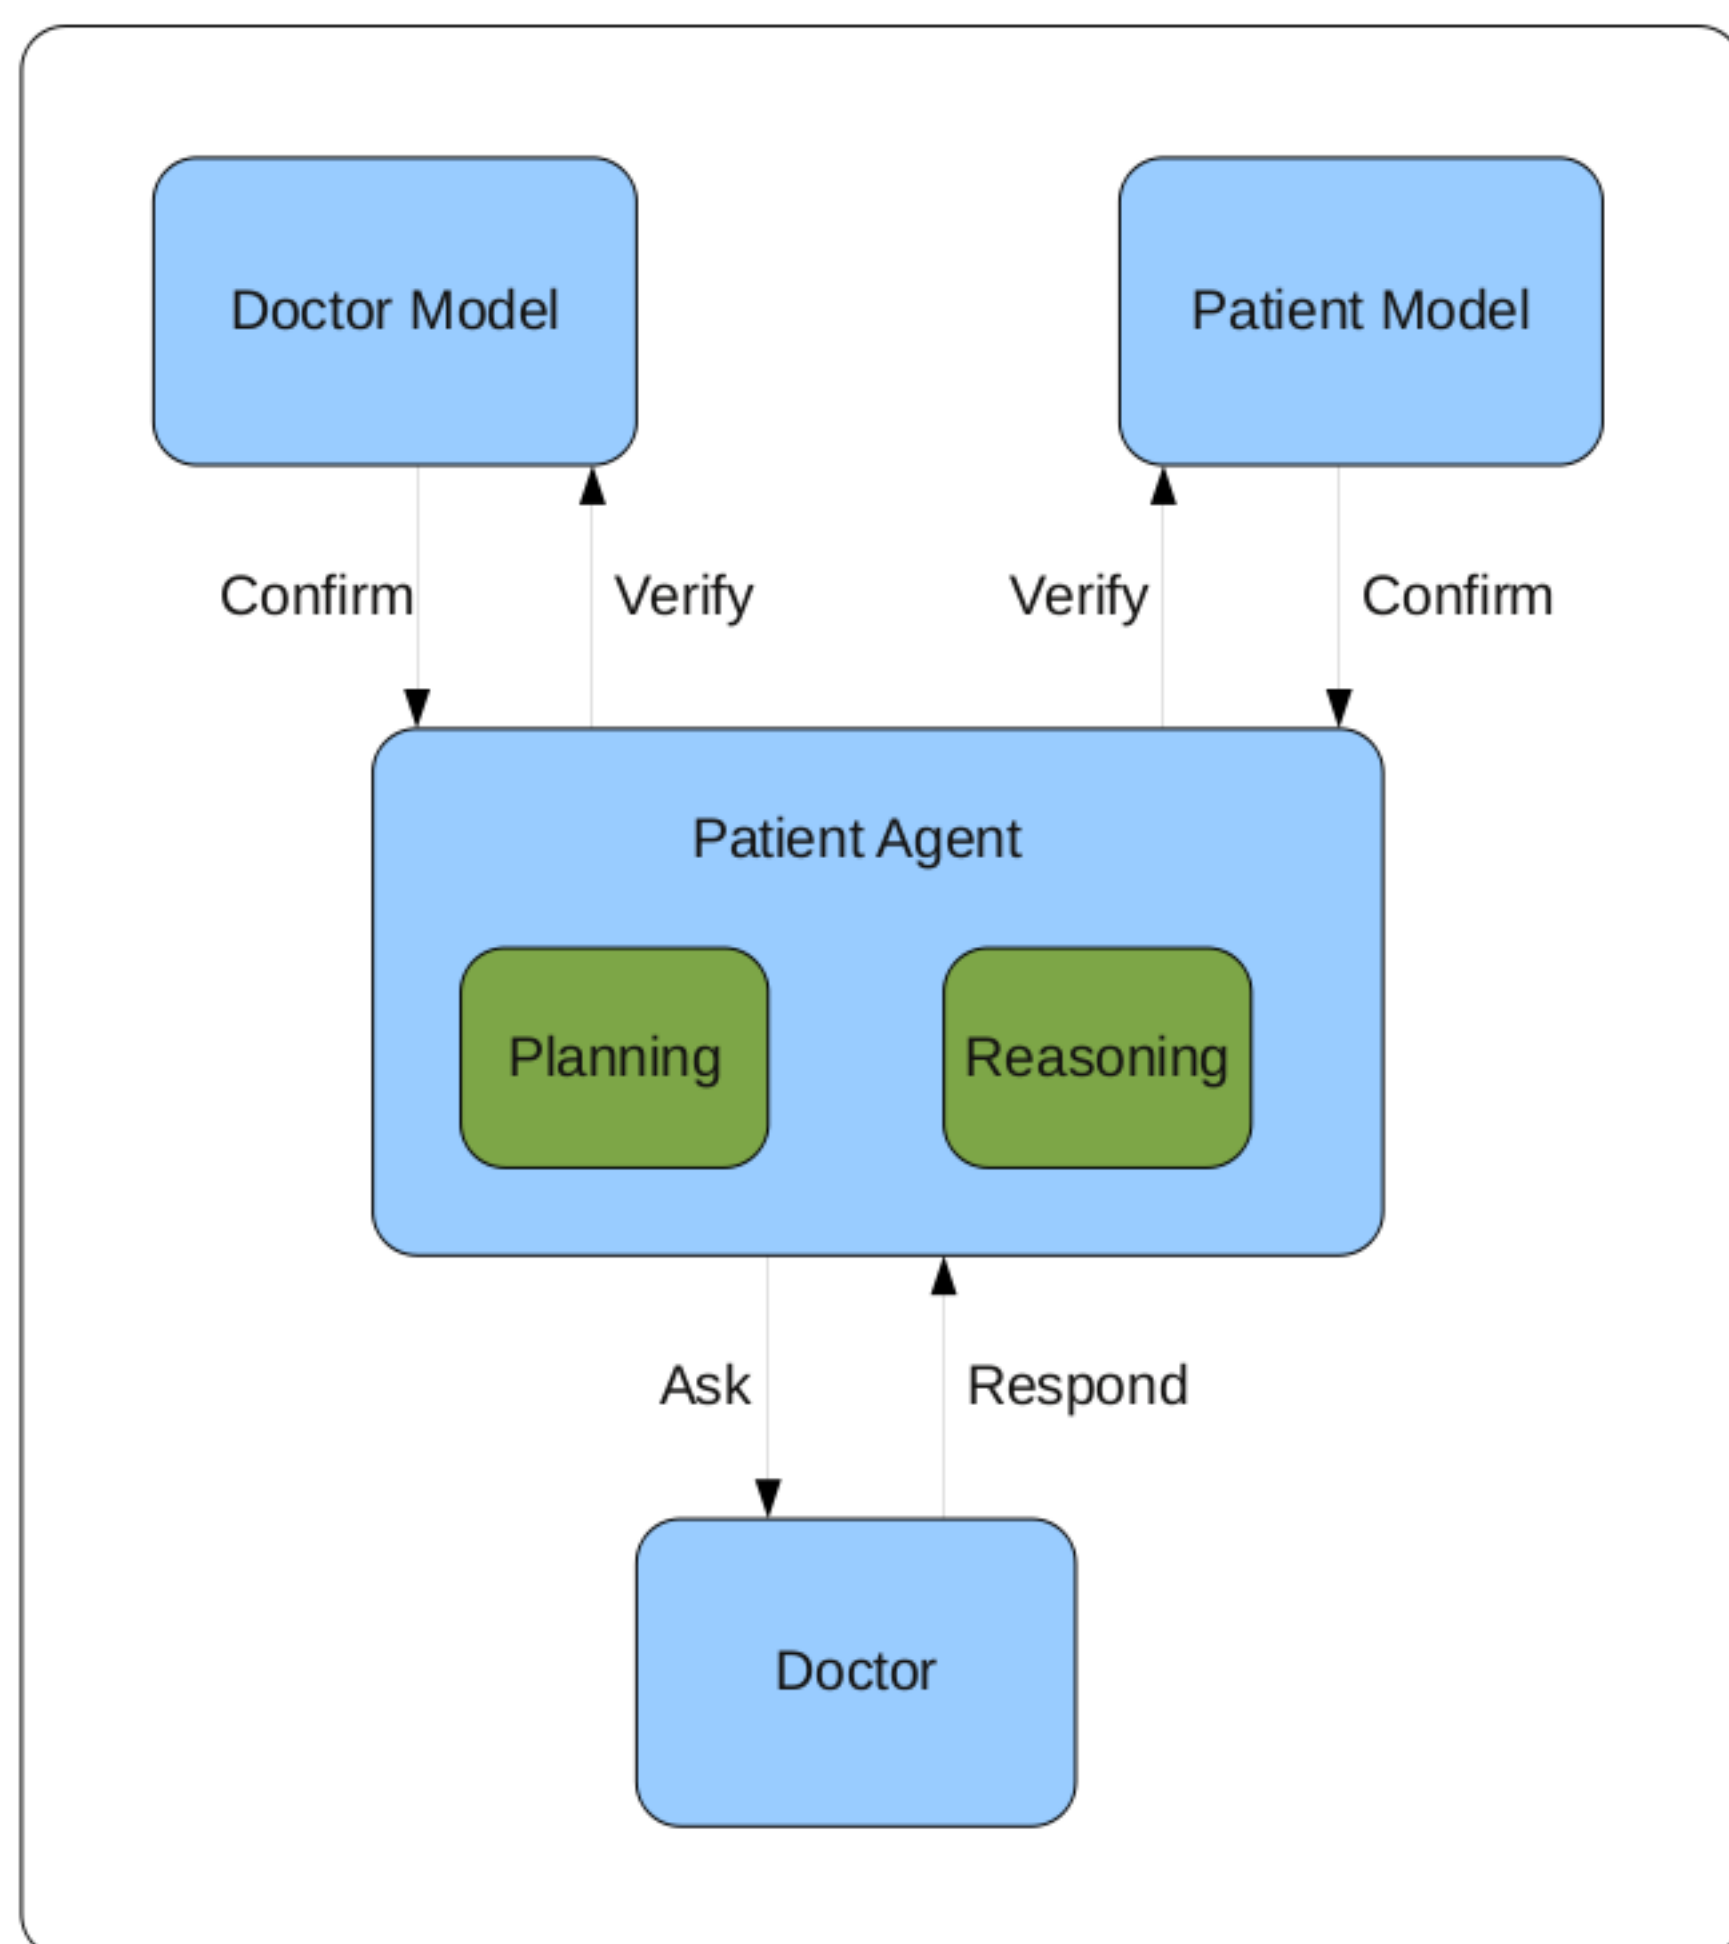 Doctor Model
Patient Model
Confirm
Verify
Verify
Confirm
Patient Agent
Planning
Reasoning
Ask
Respond
Doctor